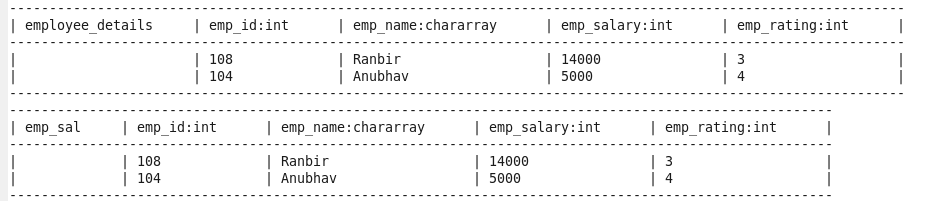 ---------------------------------------------------------------------------------------------------------------
| employee_details     | emp_id:int      | emp_name:chararray      | emp_salary:int      | emp_rating:int      |
---------------------------------------------------------------------------------------------------------------
|                      | 108             | Ranbir                  | 14000               | 3                   |
|                      | 104             | Anubhav                 | 5000                | 4                   |
---------------------------------------------------------------------------------------------------------------
------------------------------------------------------------------------------------------------------
| emp_sal     | emp_id:int      | emp_name:chararray      | emp_salary:int      | emp_rating:int      |
------------------------------------------------------------------------------------------------------
|             | 108             | Ranbir                  | 14000               | 3                   |
|             | 104             | Anubhav                 | 5000                | 4                   |
------------------------------------------------------------------------------------------------------